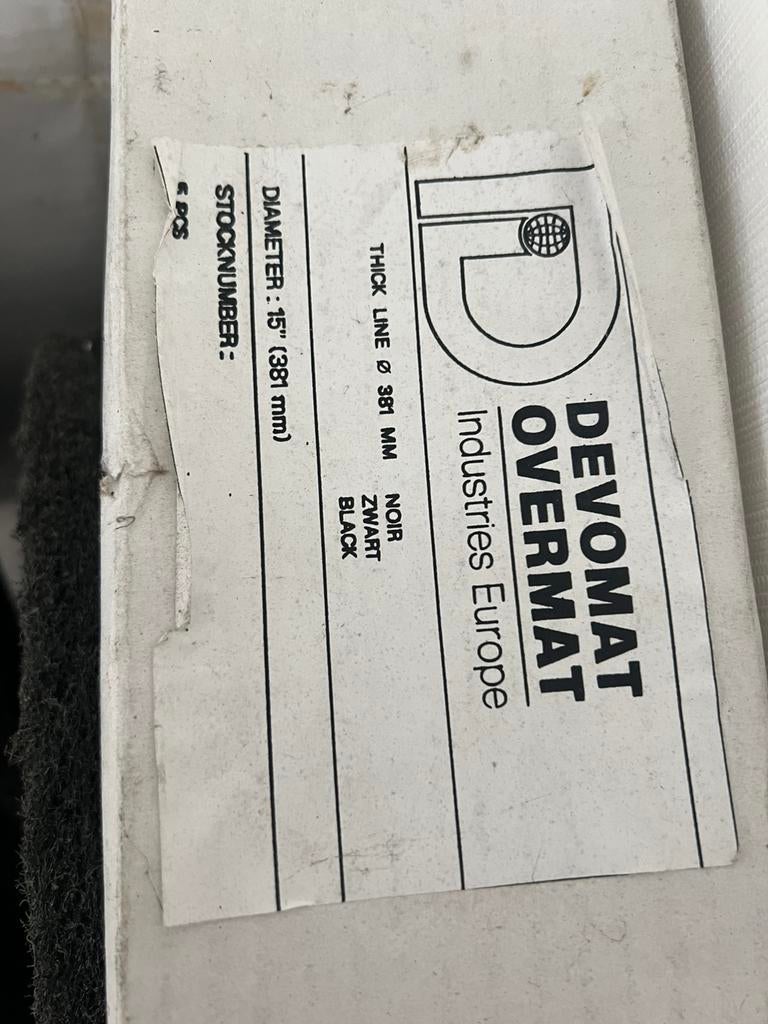 DEVOMAT
OVERMAT
Industries Europe
THICK LINE Ø 381 MM NOIR
ZWART
BLACK
DIAMETER : 15" (381 mm)
STOCKNUMBER :
PCS